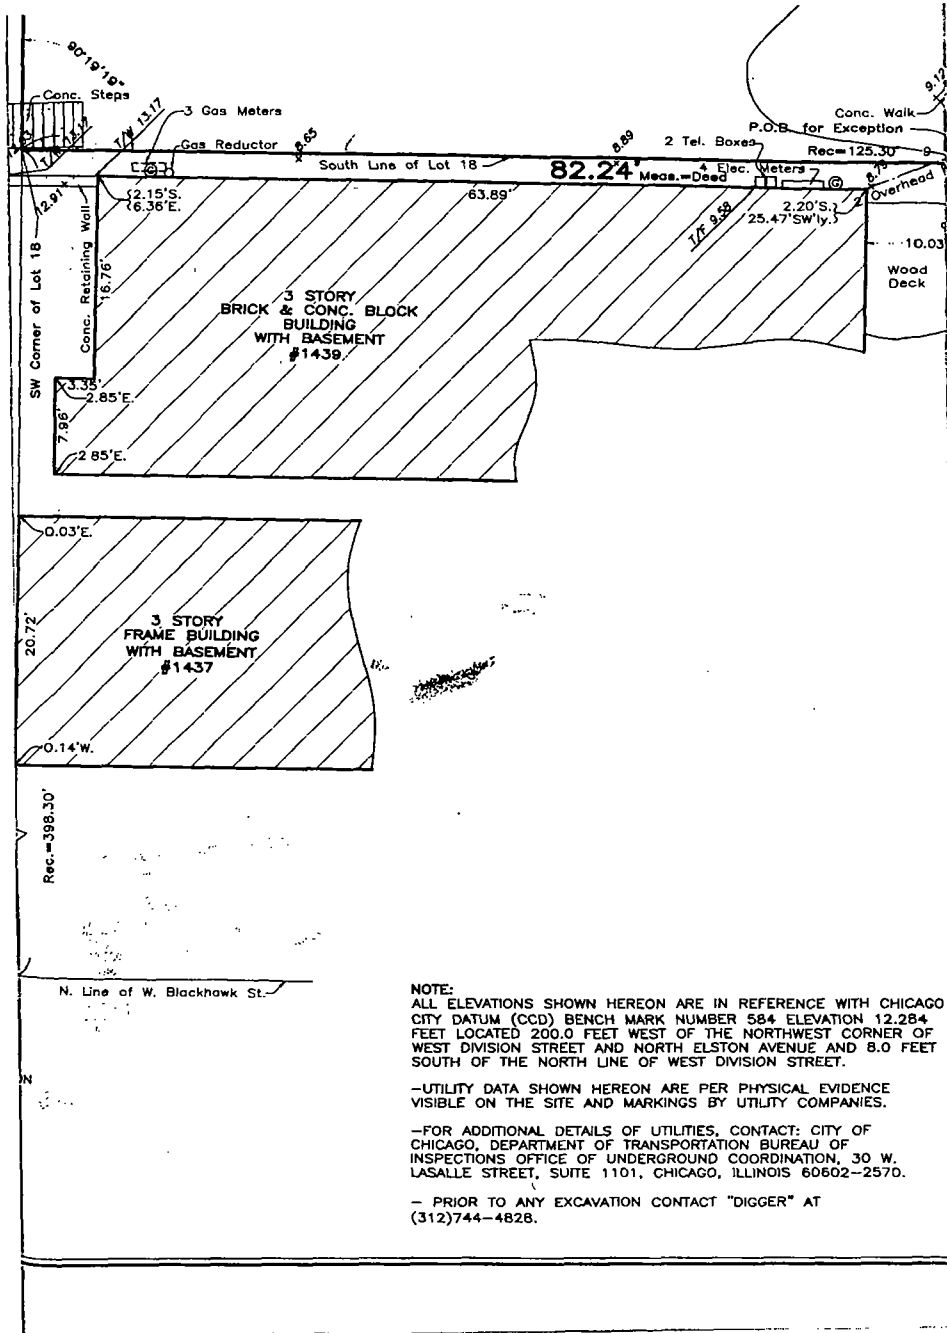 90°19'19"
Conc. Steps
3 Gas Meters
T/W 13.17
Gas Reductor
8.65
8.89
9.12
Conc. Walk
P.O.B. for Exception
2 Tel. Boxes
Rec=125.30'
South Line of Lot 18
82.24' Meas.=Deed
4 Elec. Meters
G
G
8.79
Overhead
12.91+
2.15'S.
6.36'E.
63.89'
T/F 9.58
2.20'S.
25.47'SW'ly.
10.03
Wood
Deck
SW Corner of Lot 18
Conc. Retaining Wall
16.76'
3 STORY
BRICK & CONC. BLOCK
BUILDING
WITH BASEMENT
#1439
3.35'
2.85'E.
7.96'
2.85'E.
0.03'E.
20.72'
3 STORY
FRAME BUILDING
WITH BASEMENT
#1437
0.14'W.
Rec.=398.30'
N. Line of W. Blackhawk St.
N
NOTE:
ALL ELEVATIONS SHOWN HEREON ARE IN REFERENCE WITH CHICAGO
CITY DATUM (CCD) BENCH MARK NUMBER 584 ELEVATION 12.284
FEET LOCATED 200.0 FEET WEST OF THE NORTHWEST CORNER OF
WEST DIVISION STREET AND NORTH ELSTON AVENUE AND 8.0 FEET
SOUTH OF THE NORTH LINE OF WEST DIVISION STREET.
-UTILITY DATA SHOWN HEREON ARE PER PHYSICAL EVIDENCE
VISIBLE ON THE SITE AND MARKINGS BY UTILITY COMPANIES.
-FOR ADDITIONAL DETAILS OF UTILITIES, CONTACT: CITY OF
CHICAGO, DEPARTMENT OF TRANSPORTATION BUREAU OF
INSPECTIONS OFFICE OF UNDERGROUND COORDINATION, 30 W.
LASALLE STREET, SUITE 1101, CHICAGO, ILLINOIS 60602-2570.
- PRIOR TO ANY EXCAVATION CONTACT "DIGGER" AT
(312)744-4828.